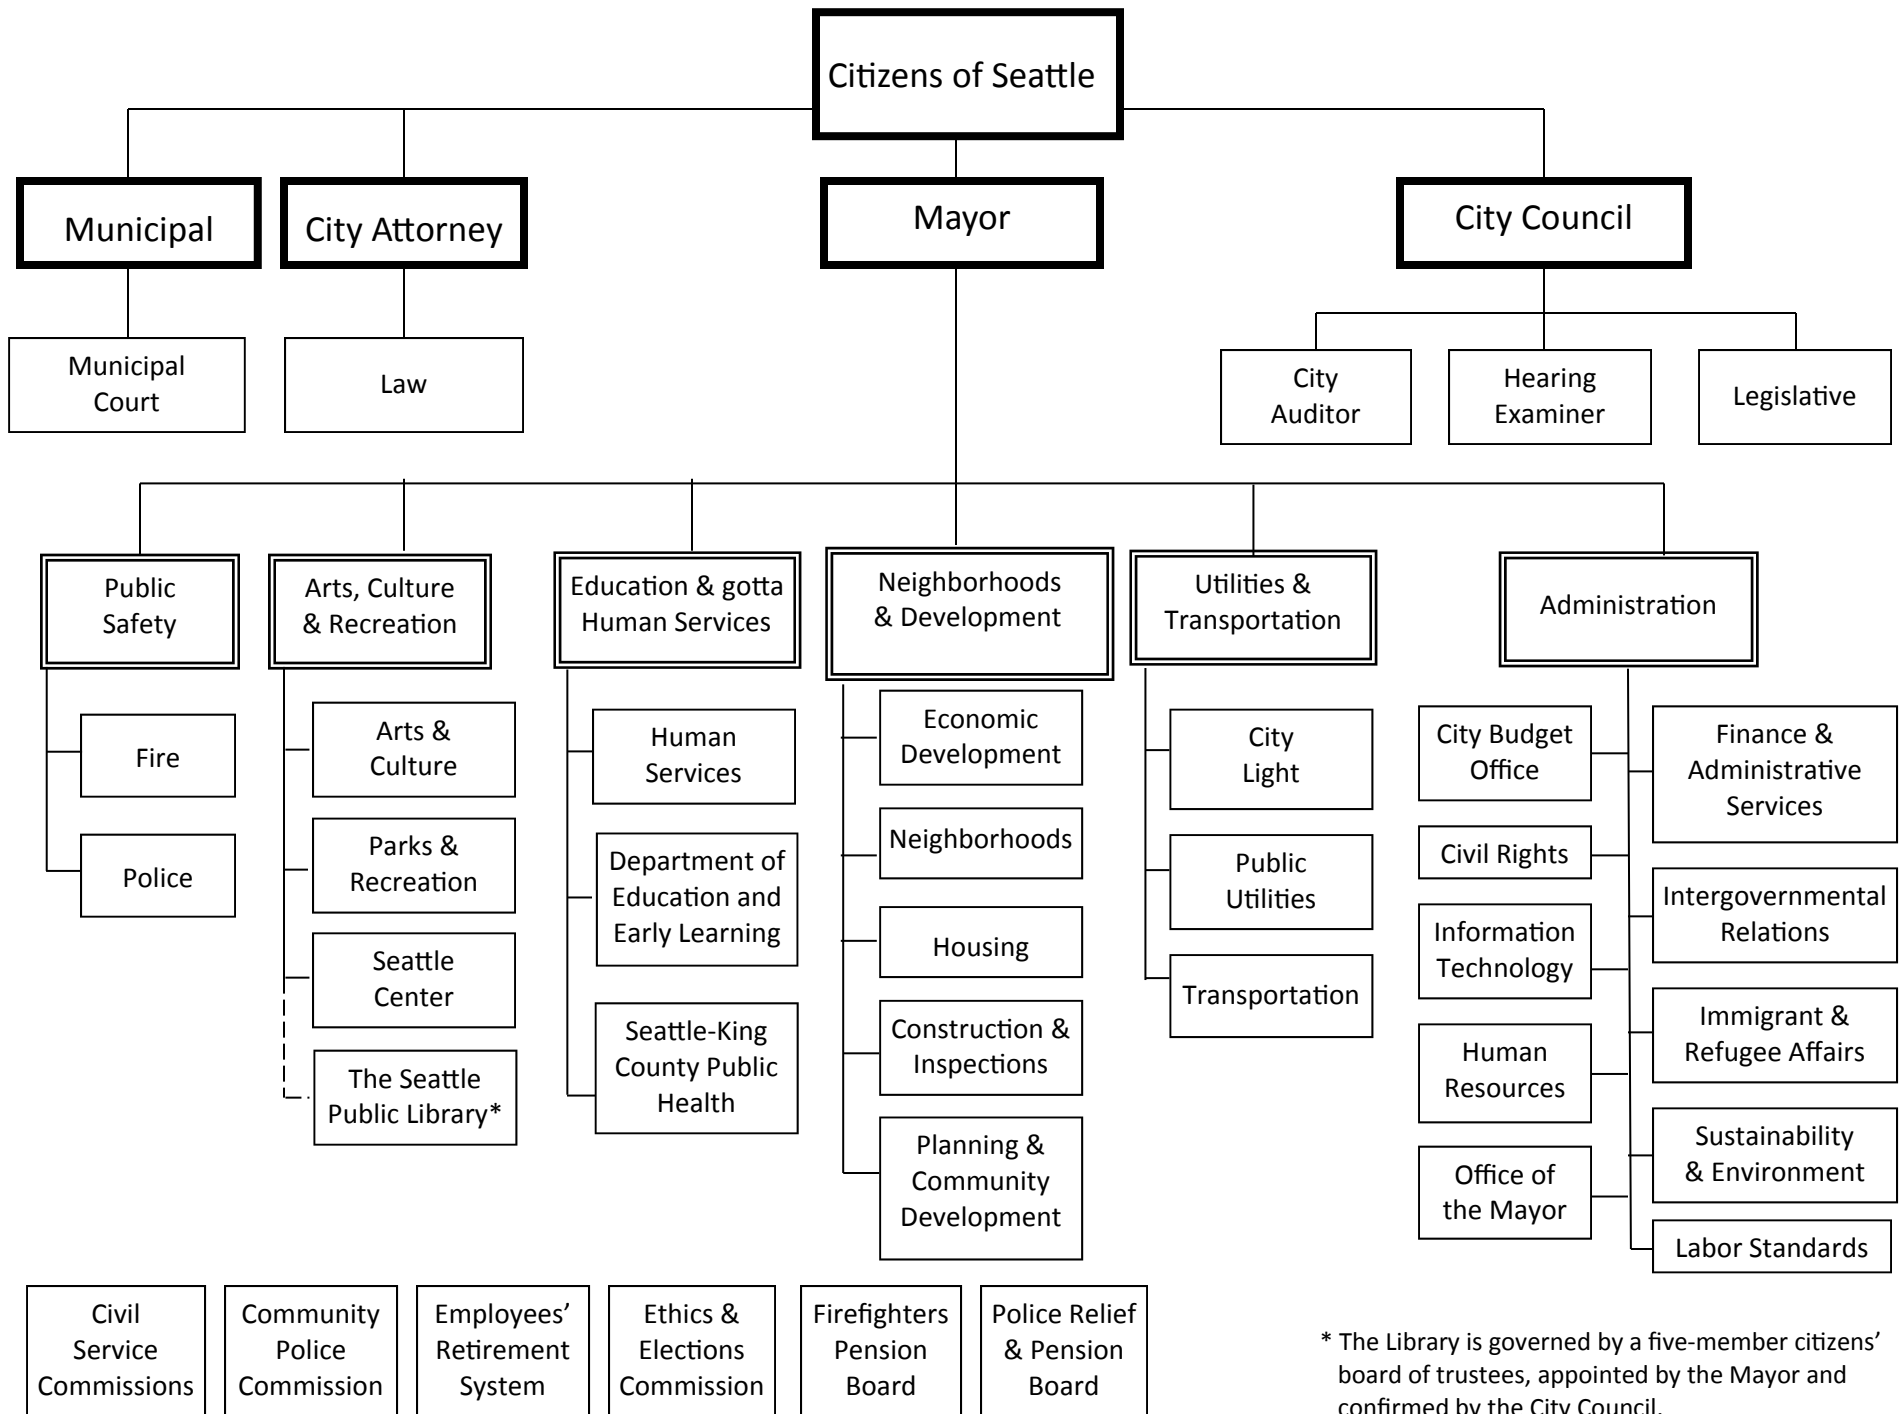 Citizens of Seattle
Municipal
City Attorney
Mayor
City Council
Municipal
Court
Law
City
Auditor
Hearing
Examiner
Legislative
Public
Safety
Arts, Culture
& Recreation
Education & gotta
Human Services
Neighborhoods
& Development
Utilities &
Transportation
Administration
Fire
Police
Arts &
Culture
Parks &
Recreation
Seattle
Center
The Seattle
Public Library*
Human
Services
Department of
Education and
Early Learning
Seattle-King
County Public
Health
Economic
Development
Neighborhoods
Housing
Construction &
Inspections
Planning &
Community
Development
City
Light
Public
Utilities
Transportation
City Budget
Office
Civil Rights
Information
Technology
Human
Resources
Office of
the Mayor
Finance &
Administrative
Services
Intergovernmental
Relations
Immigrant &
Refugee Affairs
Sustainability
& Environment
Labor Standards
Civil
Service
Commissions
Community
Police
Commission
Employees’
Retirement
System
Ethics &
Elections
Commission
Firefighters
Pension
Board
Police Relief
& Pension
Board
* The Library is governed by a five-member citizens’
board of trustees, appointed by the Mayor and
confirmed by the City Council.